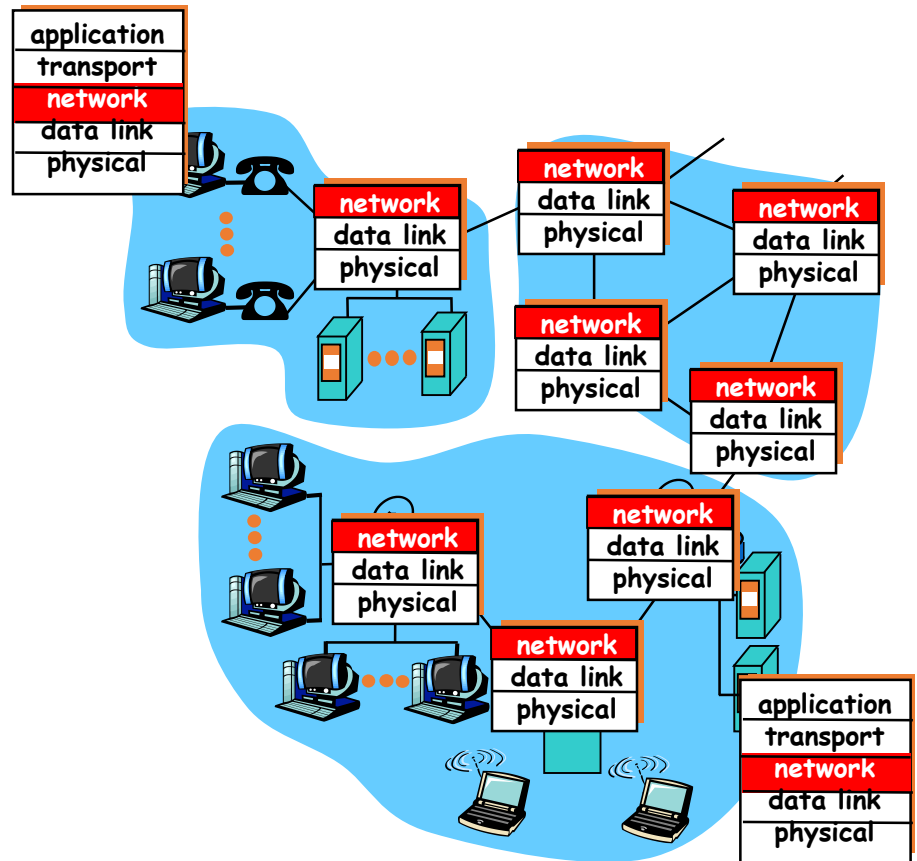 application
transport
network
data link
physical
network
data link
physical
network
data link
physical
network
data link
physical
network
data link
physical
network
data link
physical
network
data link
physical
network
data link
physical
network
data link
physical
application
transport
network
data link
physical